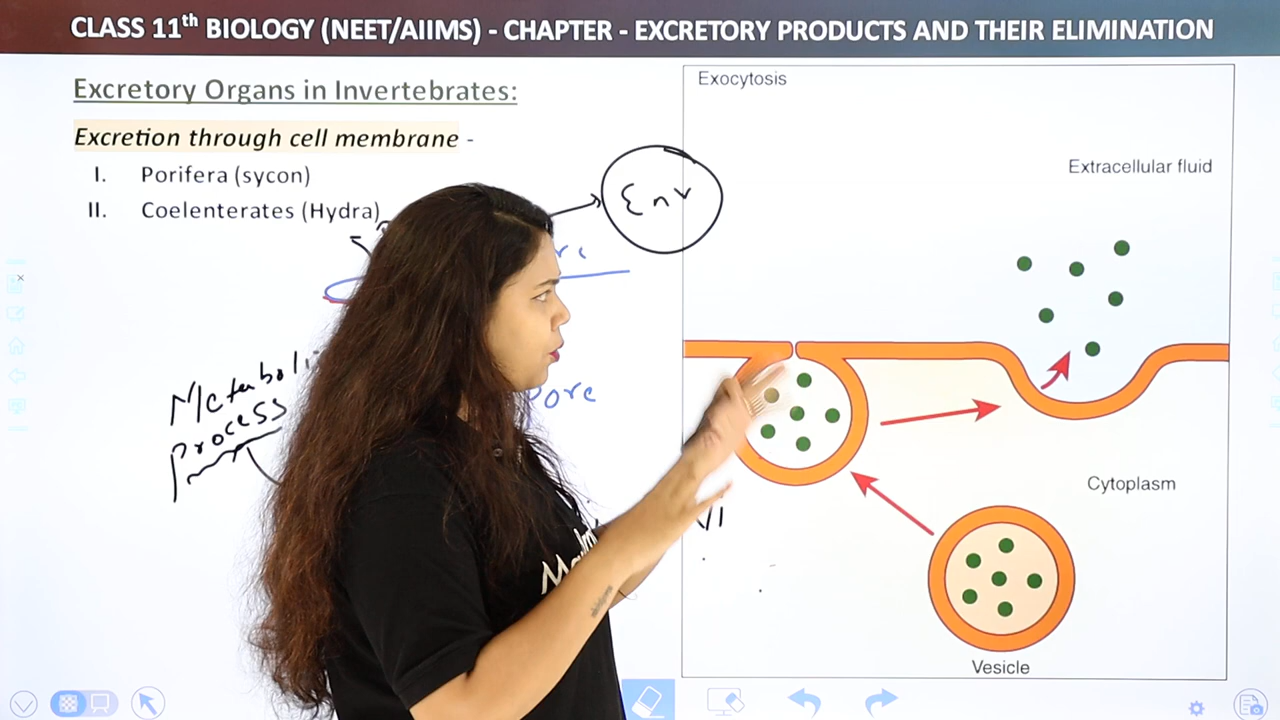 CLASS 11th BIOLOGY (NEET/AIIMS) - CHAPTER - EXCRETORY PRODUCTS AND THEIR ELIMINATION
Excretory Organs in Invertebrates:
Excretion through cell membrane -
I. Porifera (sycon)
II. Coelenterates (Hydra)
Env
Metaboli
process
Pore
Exocytosis
Extracellular fluid
Cytoplasm
Vesicle